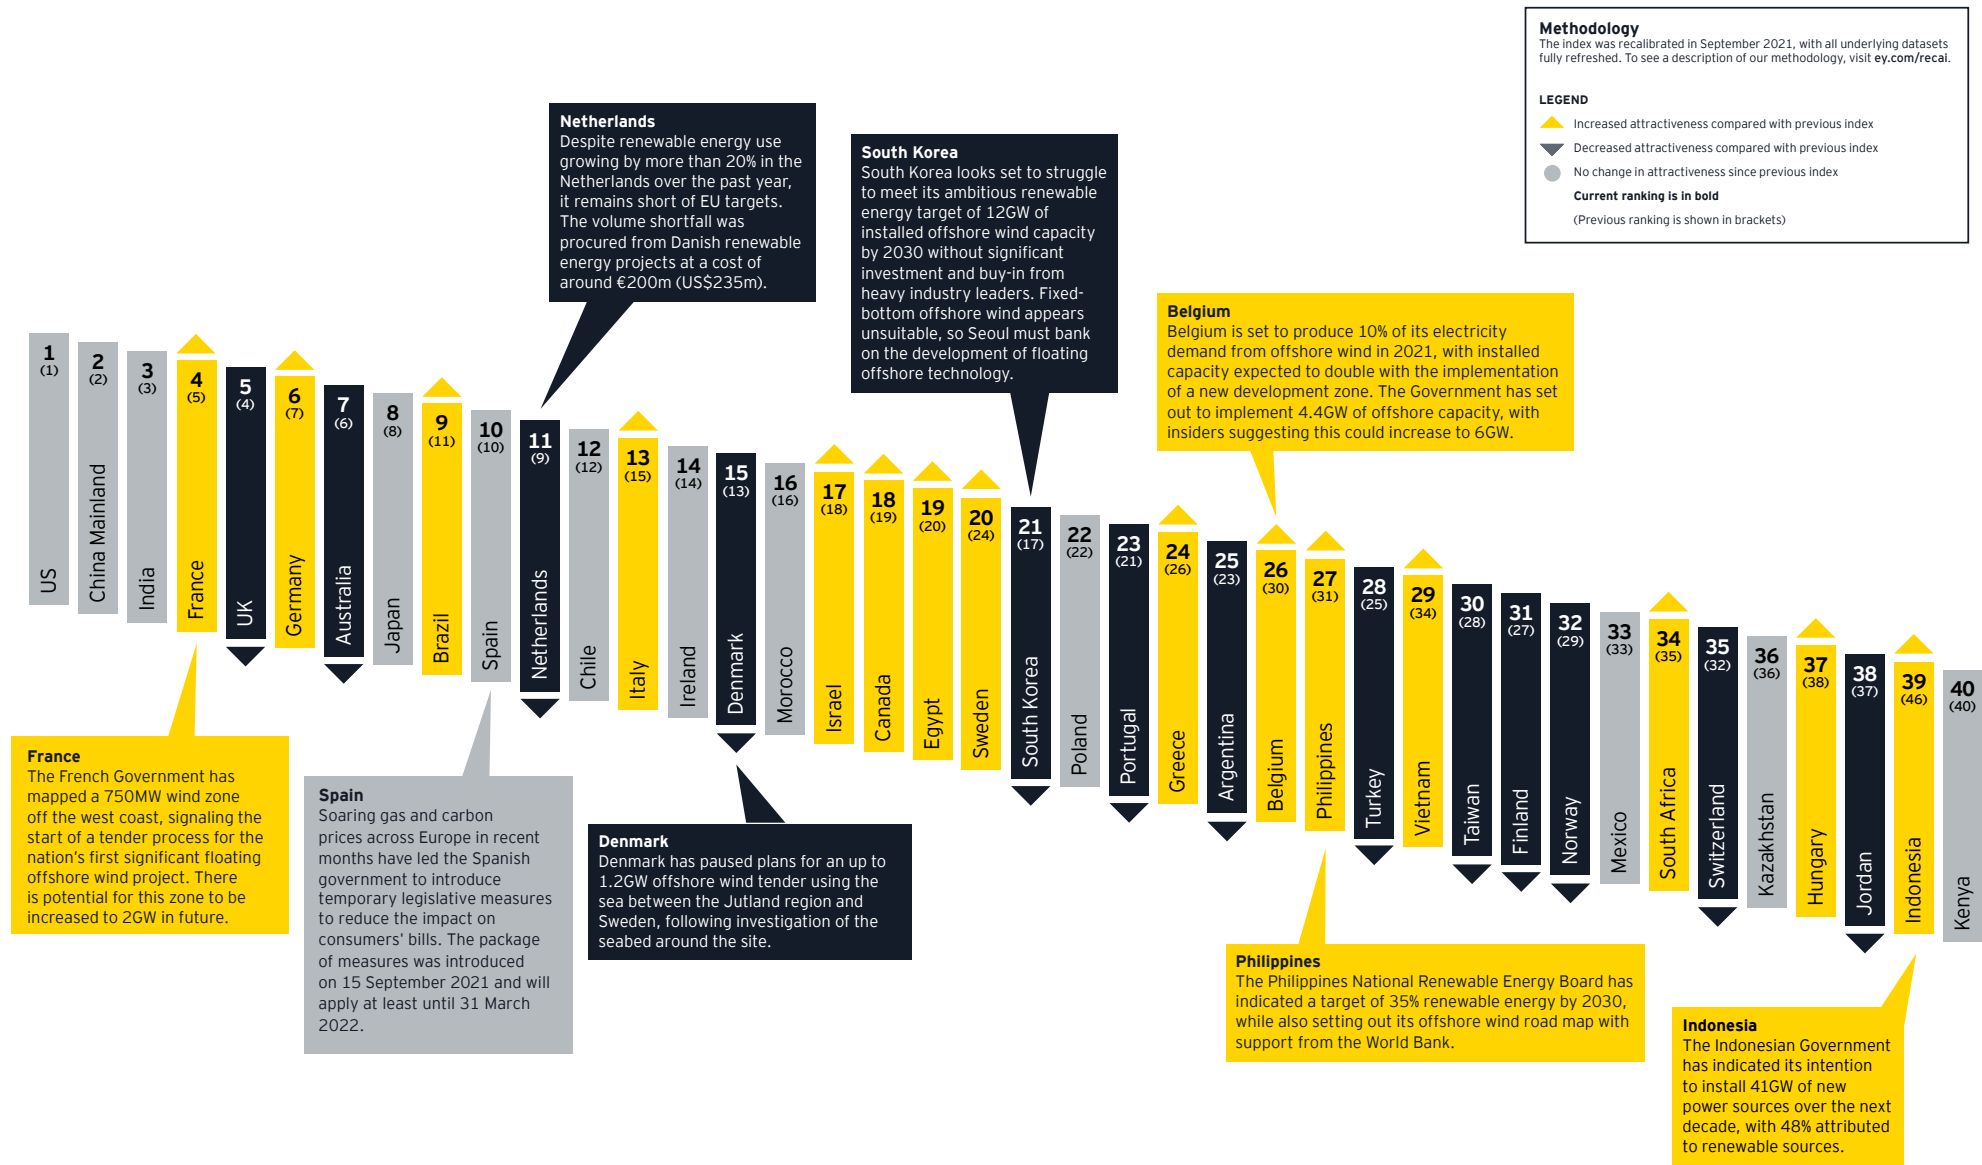 Methodology
The index was recalibrated in September 2021, with all underlying datasets
fully refreshed. To see a description of our methodology, visit ey.com/recai.
LEGEND
Increased attractiveness compared with previous index
Decreased attractiveness compared with previous index
No change in attractiveness since previous index
Current ranking is in bold
(Previous ranking is shown in brackets)
Netherlands
Despite renewable energy use
growing by more than 20% in the
Netherlands over the past year,
it remains short of EU targets.
The volume shortfall was
procured from Danish renewable
energy projects at a cost of
around €200m (US$235m).
South Korea
South Korea looks set to struggle
to meet its ambitious renewable
energy target of 12GW of
installed offshore wind capacity
by 2030 without significant
investment and buy-in from
heavy industry leaders. Fixed-
bottom offshore wind appears
unsuitable, so Seoul must bank
on the development of floating
offshore technology.
Belgium
Belgium is set to produce 10% of its electricity
demand from offshore wind in 2021, with installed
capacity expected to double with the implementation
of a new development zone. The Government has set
out to implement 4.4GW of offshore capacity, with
insiders suggesting this could increase to 6GW.
1
(1)
US
2
(2)
China Mainland
3
(3)
India
4
(5)
France
5
(4)
UK
6
(7)
Germany
7
(6)
Australia
8
(8)
Japan
9
(11)
Brazil
10
(10)
Spain
11
(9)
Netherlands
12
(12)
Chile
13
(15)
Italy
14
(14)
Ireland
15
(13)
Denmark
16
(16)
Morocco
17
(18)
Israel
18
(19)
Canada
19
(20)
Egypt
20
(24)
Sweden
21
(17)
South Korea
22
(22)
Poland
23
(21)
Portugal
24
(26)
Greece
25
(23)
Argentina
26
(30)
Belgium
27
(31)
Philippines
28
(25)
Turkey
29
(34)
Vietnam
30
(28)
Taiwan
31
(27)
Finland
32
(29)
Norway
33
(33)
Mexico
34
(35)
South Africa
35
(32)
Switzerland
36
(36)
Kazakhstan
37
(38)
Hungary
38
(37)
Jordan
39
(46)
Indonesia
40
(40)
Kenya
France
The French Government has
mapped a 750MW wind zone
off the west coast, signaling the
start of a tender process for the
nation's first significant floating
offshore wind project. There
is potential for this zone to be
increased to 2GW in future.
Spain
Soaring gas and carbon
prices across Europe in recent
months have led the Spanish
government to introduce
temporary legislative measures
to reduce the impact on
consumers' bills. The package
of measures was introduced
on 15 September 2021 and will
apply at least until 31 March
2022.
Denmark
Denmark has paused plans for an up to
1.2GW offshore wind tender using the
sea between the Jutland region and
Sweden, following investigation of the
seabed around the site.
Philippines
The Philippines National Renewable Energy Board has
indicated a target of 35% renewable energy by 2030,
while also setting out its offshore wind road map with
support from the World Bank.
Indonesia
The Indonesian Government
has indicated its intention
to install 41GW of new
power sources over the next
decade, with 48% attributed
to renewable sources.